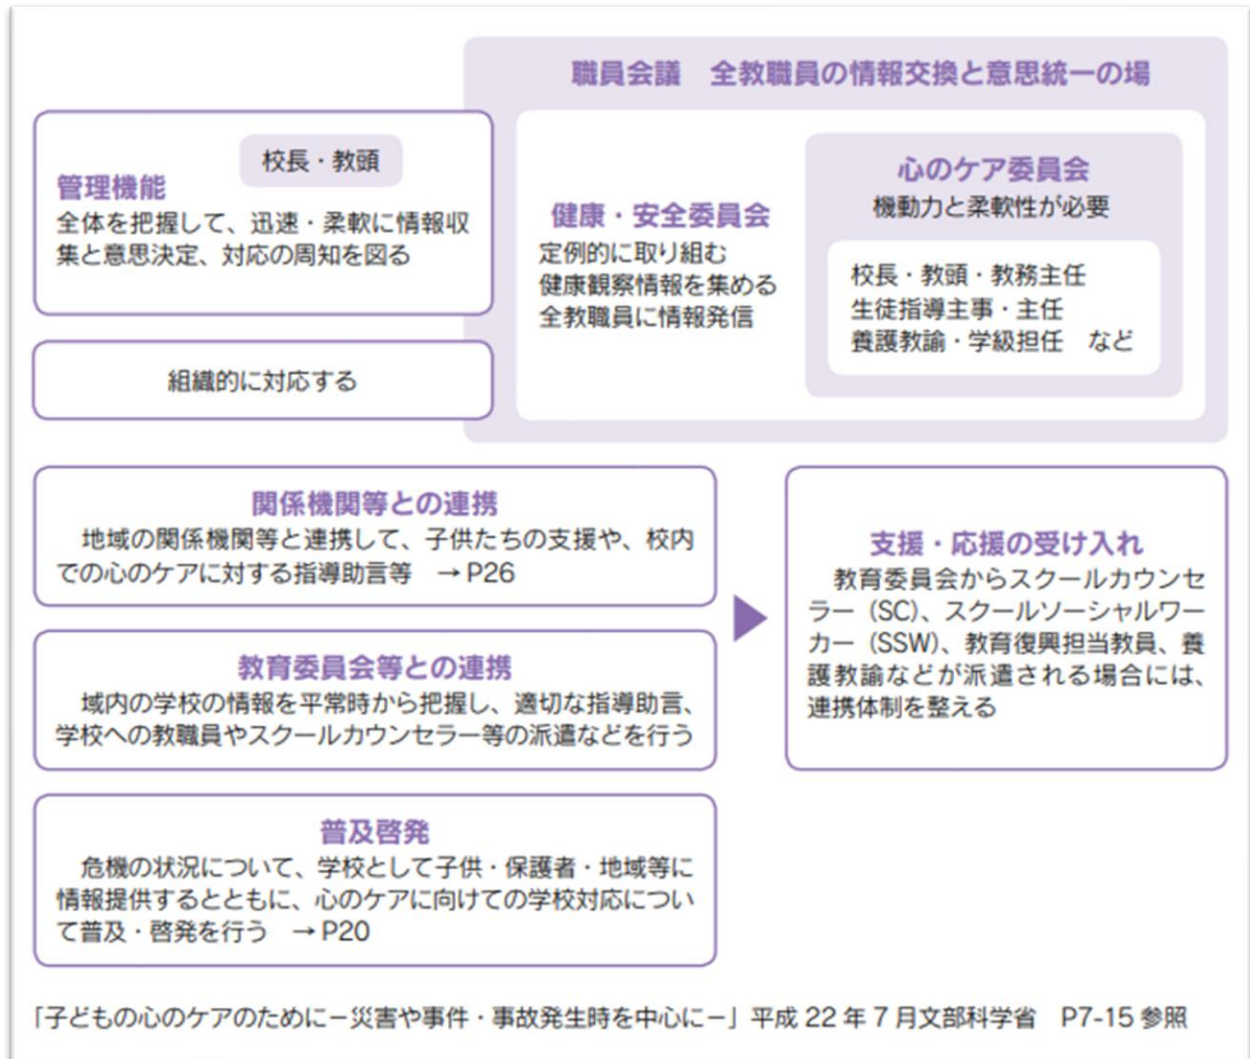 職員会議　全教職員の情報交換と意思統一の場
校長・教頭
管理機能
全体を把握して、迅速・柔軟に情報収
集と意思決定、対応の周知を図る
組織的に対応する
健康・安全委員会
定例的に取り組む
健康観察情報を集める
全教職員に情報発信
心のケア委員会
機動力と柔軟性が必要
校長・教頭・教務主任
生徒指導主事・主任
養護教諭・学級担任　など
関係機関等との連携
　地域の関係機関等と連携して、子供たちの支援や、校内
での心のケアに対する指導助言等　→P26
教育委員会等との連携
　域内の学校の情報を平常時から把握し、適切な指導助言、
学校への教職員やスクールカウンセラー等の派遣などを行う
支援・応援の受け入れ
　教育委員会からスクールカウンセ
ラー（SC）、スクールソーシャルワー
カー（SSW）、教育復興担当教員、養
護教諭などが派遣される場合には、
連携体制を整える
普及啓発
　危機の状況について、学校として子供・保護者・地域等に
情報提供するとともに、心のケアに向けての学校対応につい
て普及・啓発を行う　→P20
「子どもの心のケアのために－災害や事件・事故発生時を中心に－」平成 22 年 7 月文部科学省　P7-15 参照